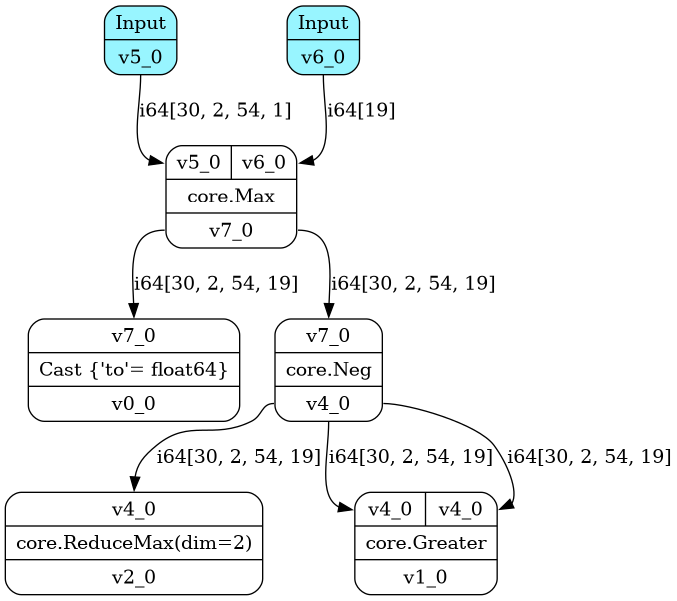 Input
v5_0
Input
v6_0
i64[30, 2, 54, 1]
i64[19]
v5_0 v6_0
core.Max
v7_0
i64[30, 2, 54, 19]
i64[30, 2, 54, 19]
v7_0
Cast {'to'= float64}
v0_0
v7_0
core.Neg
v4_0
i64[30, 2, 54, 19]
i64[30, 2, 54, 19]
i64[30, 2, 54, 19]
v4_0
core.ReduceMax(dim=2)
v2_0
v4_0 v4_0
core.Greater
v1_0